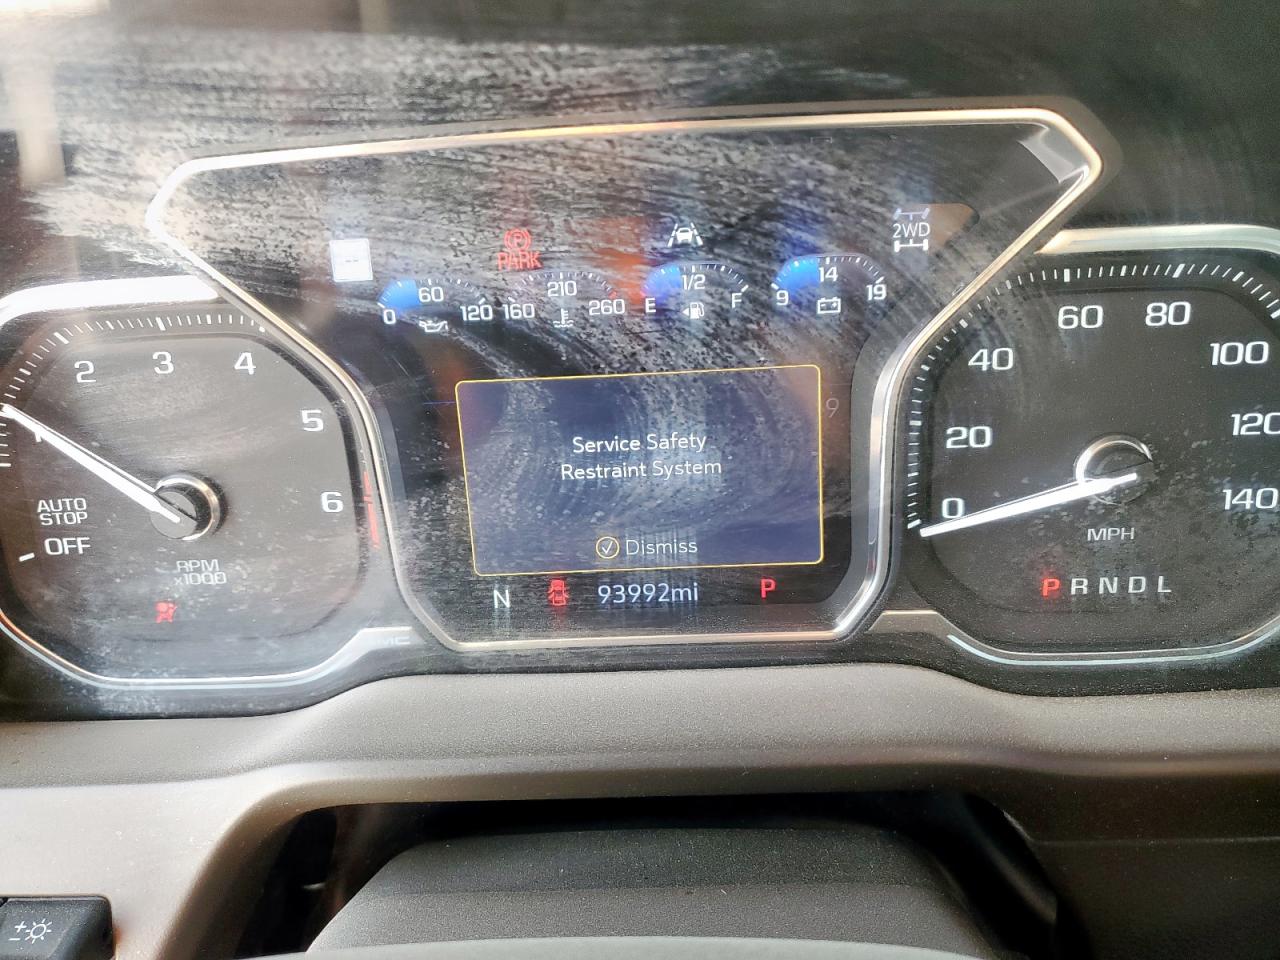 2WD
PARK
0 60 120
160 210 260
E 1/2 F
9 14 19
1 2 3 4 5 6
AUTO
STOP
OFF
RPM
x1000
Service Safety
Restraint System
Dismiss
N 93992mi P
0 20 40 60 80 100 120 140
MPH
P R N D L